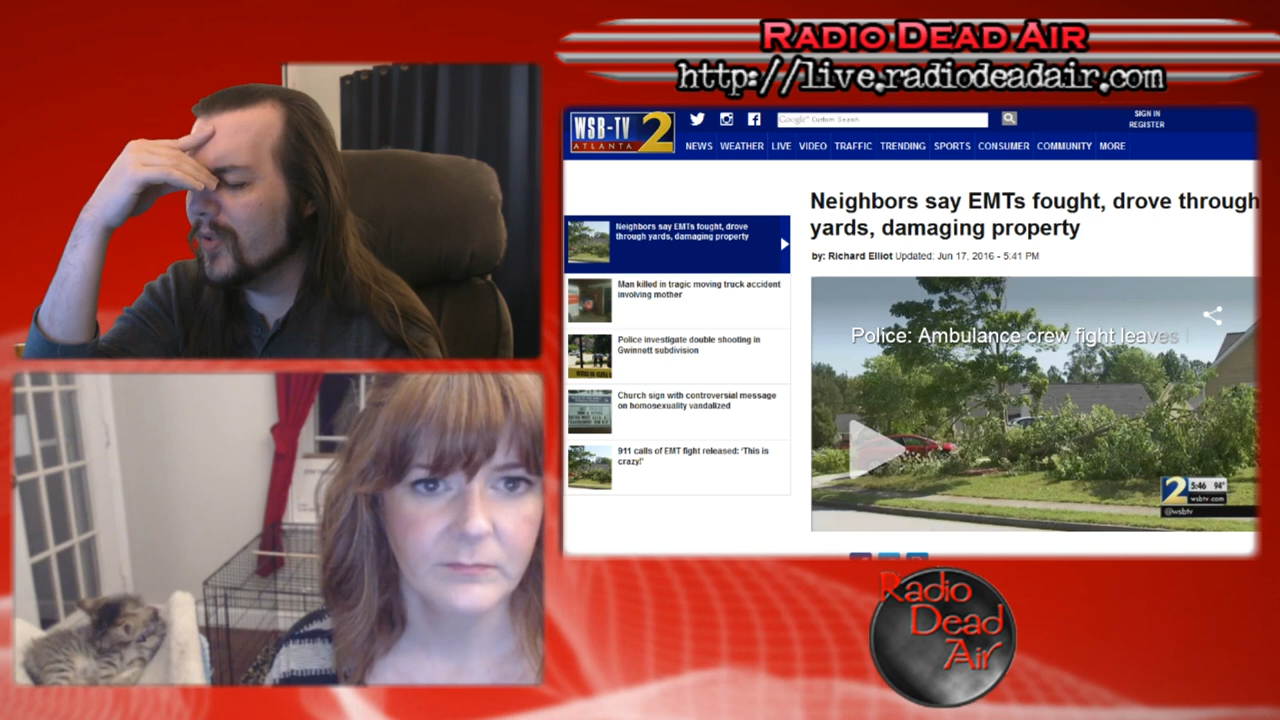 Radio Dead Air
http://live.radiodeadair.com
WSB-TV 2
ATLANTA
Google Custom Search
SIGN IN
REGISTER
NEWS WEATHER LIVE VIDEO TRAFFIC TRENDING SPORTS CONSUMER COMMUNITY MORE
Neighbors say EMTs fought, drove through
yards, damaging property
by: Richard Elliot Updated: Jun 17, 2016 - 5:41 PM
Neighbors say EMTs fought, drove
through yards, damaging property
Man killed in tragic moving truck accident
involving mother
Police investigate double shooting in
Gwinnett subdivision
Church sign with controversial message
on homosexuality vandalized
911 calls of EMT fight released: 'This is
crazy!'
Police: Ambulance crew fight leaves
2 5:46 94°
wsbtv.com
@wsbtv
Radio
Dead
Air